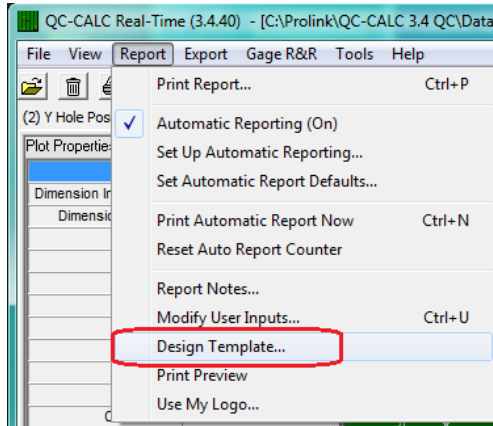 QC-CALC Real-Time (3.4.40) - [C:\Prolink\QC-CALC 3.4 QC\Data
File View Report Export Gage R&R Tools Help
Print Report... Ctrl+P
(2) Y Hole Pos
Automatic Reporting (On)
Plot Properties
Set Up Automatic Reporting...
Set Automatic Report Defaults...
Dimension In
Dimensio
Print Automatic Report Now Ctrl+N
Reset Auto Report Counter
Report Notes...
Modify User Inputs... Ctrl+U
Design Template...
Print Preview
Use My Logo...